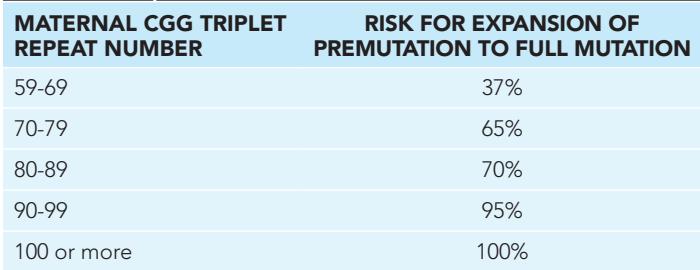 MATERNAL CGG TRIPLET REPEAT NUMBER RISK FOR EXPANSION OF PREMUTATION TO FULL MUTATION
59-69 37%
70-79 65%
80-89 70%
90-99 95%
100 or more 100%